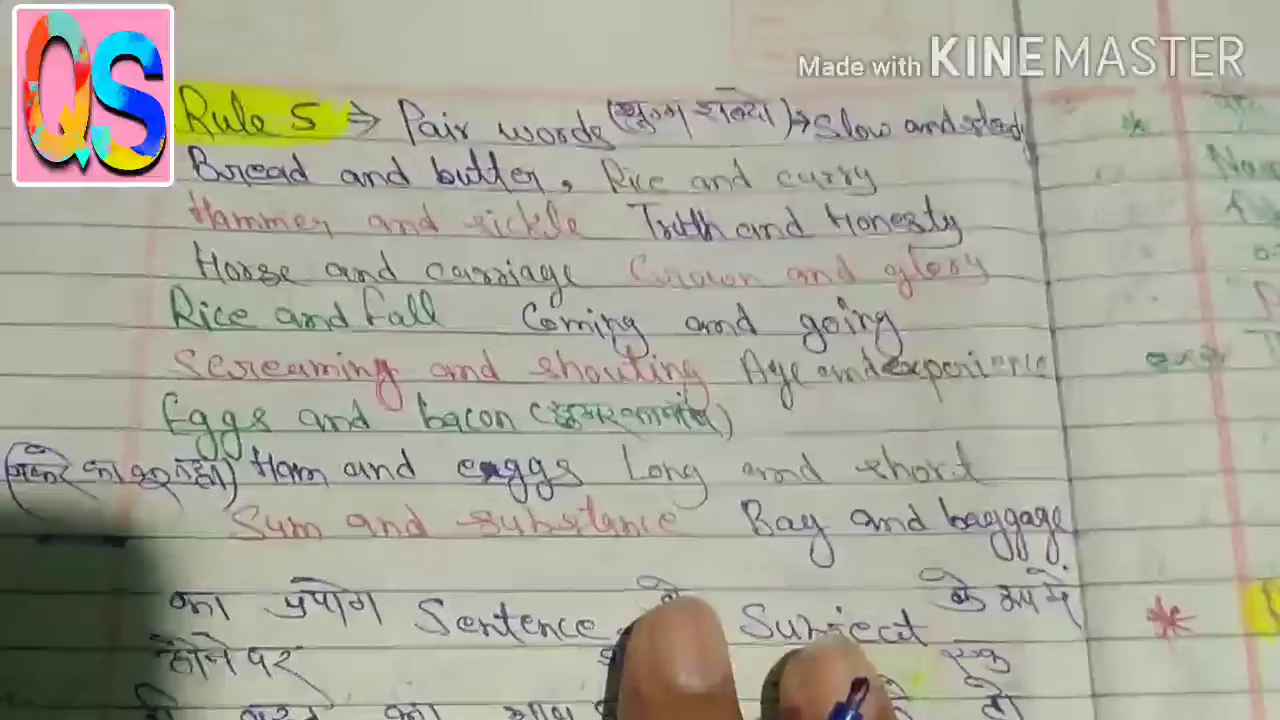 QS
Made with KINEMASTER
Rule 5 ⇒ Pair words (युग्म शब्दो) → Slow and steady
Bread and butter, Rice and curry
Hammer and sickle Truth and Honesty
Horse and carriage Crown and glory
Rice and Fall Coming and going
Screaming and shouting Age and experience
Eggs and bacon
Ham and eggs Long and short
Sum and substance Bag and baggage
का प्रयोग Sentence के Subject के रूप में
होने पर एक